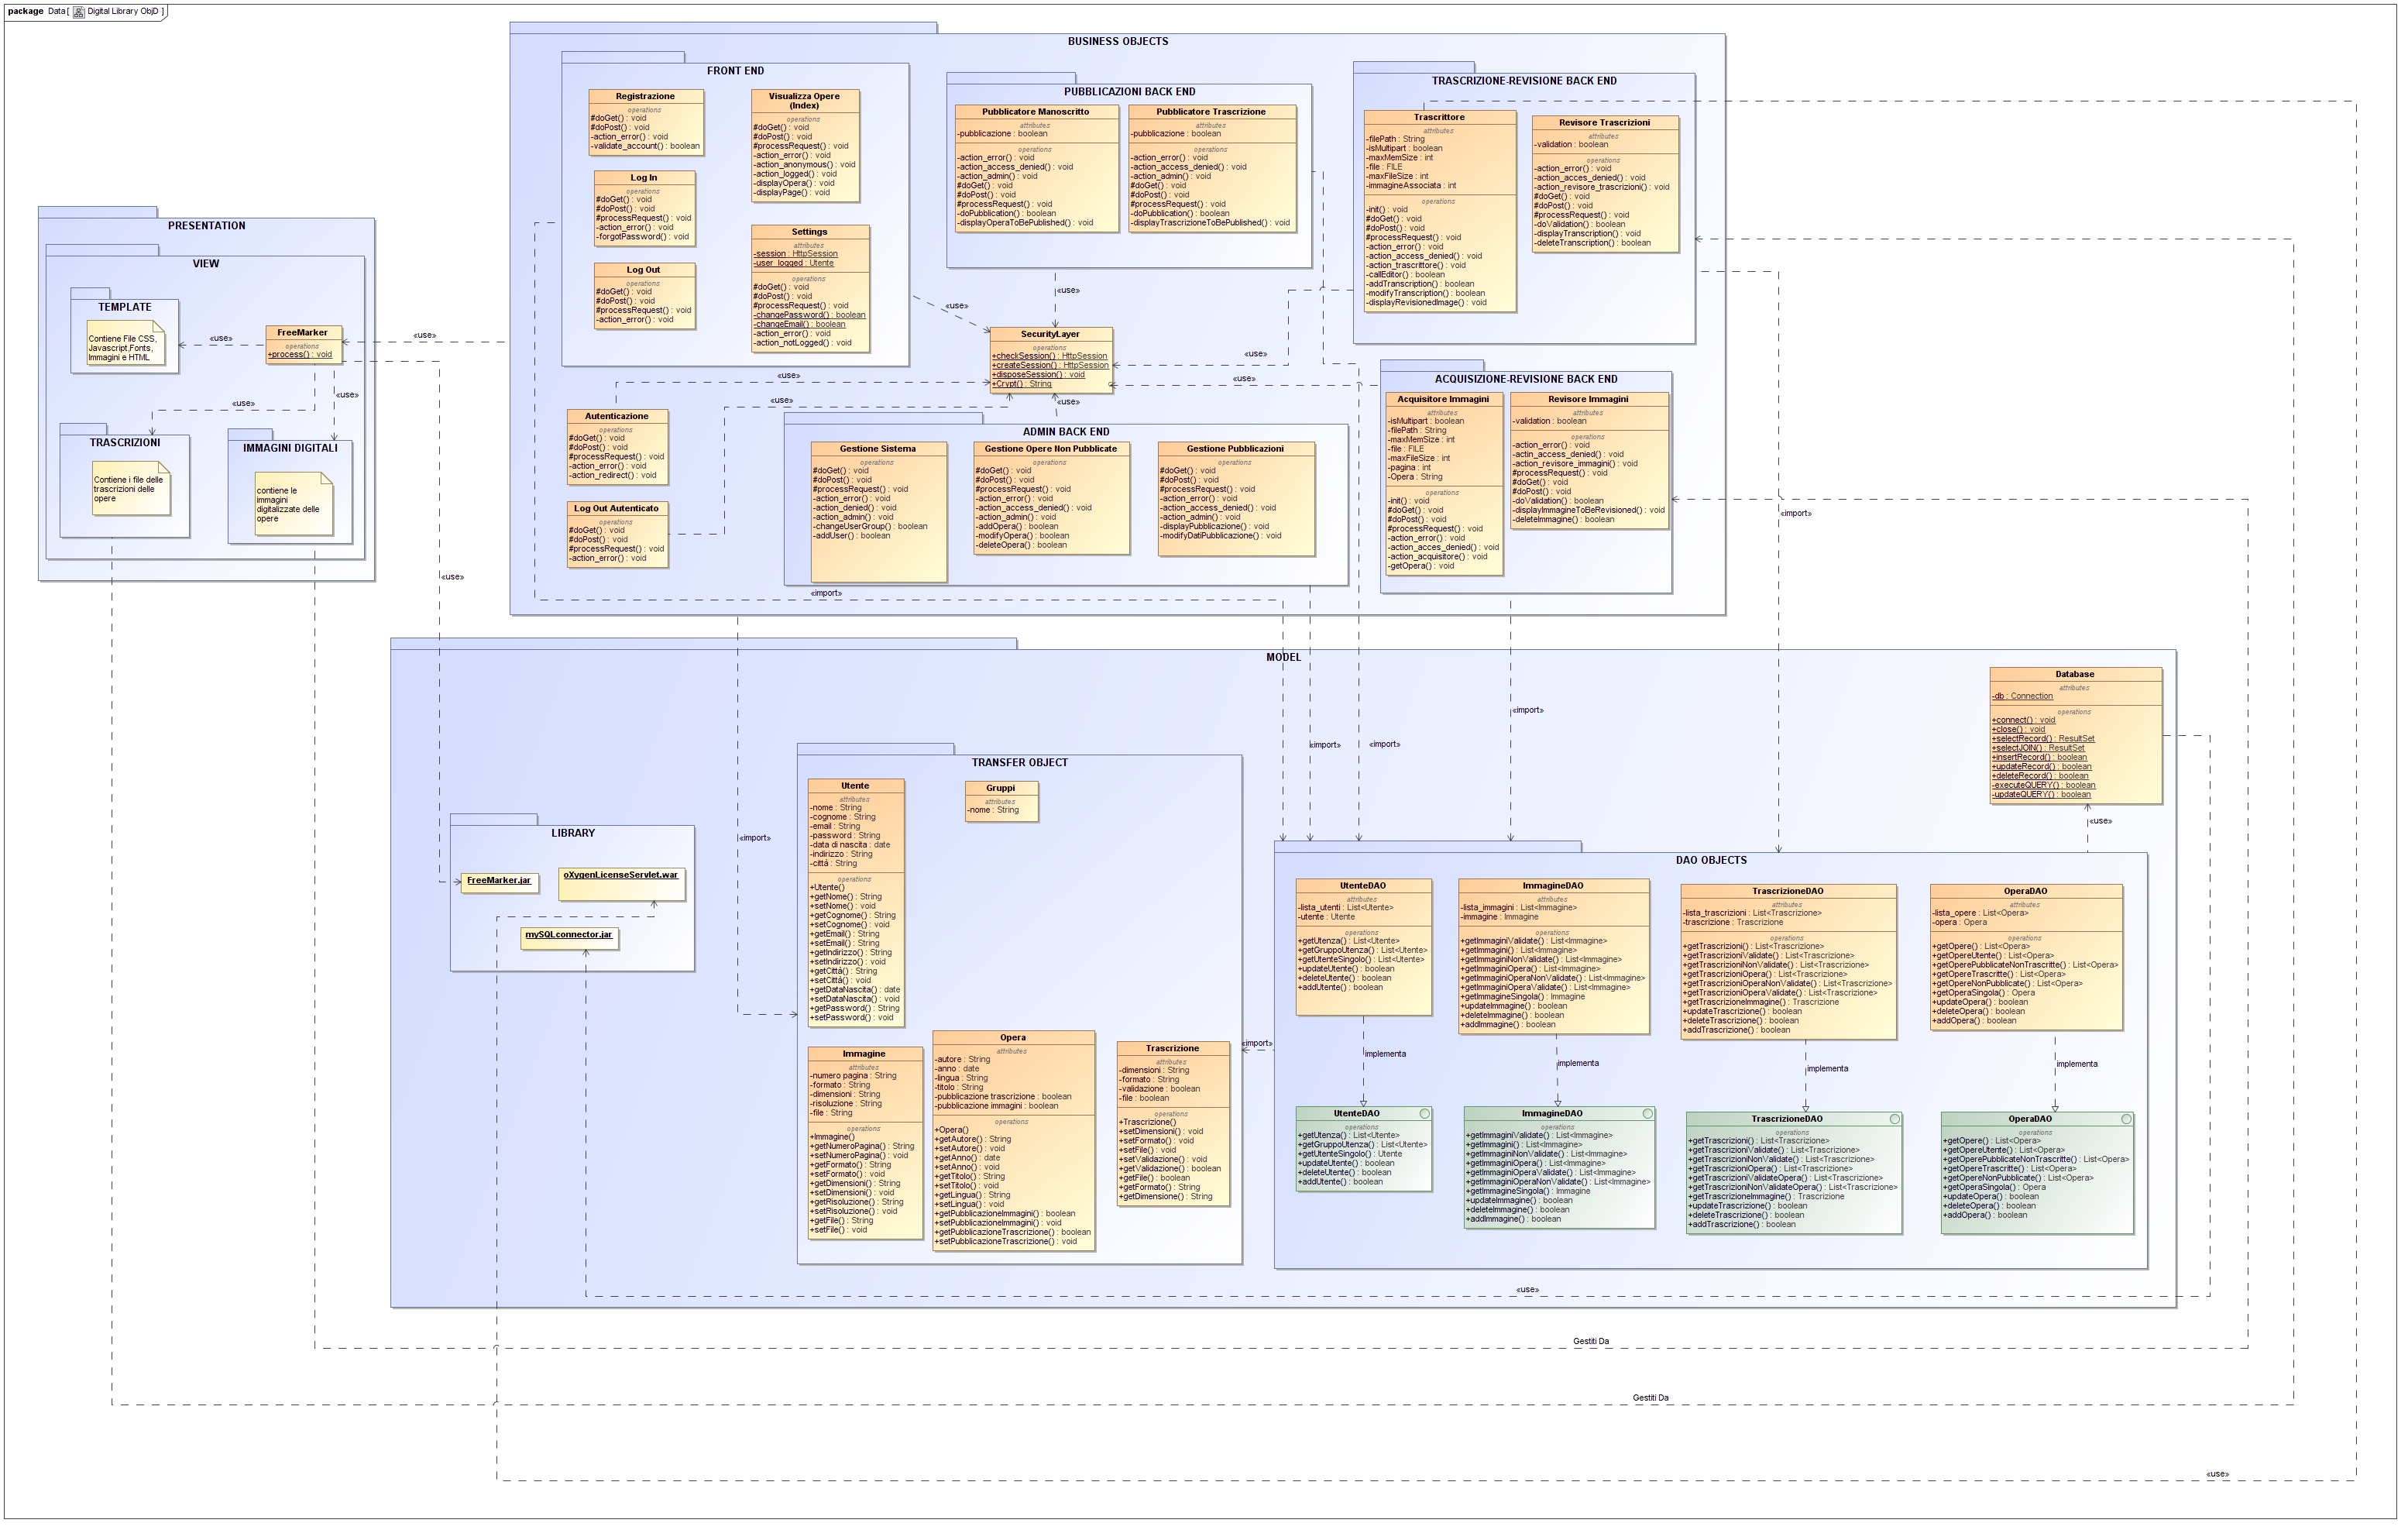 package Data [ Digital Library ObjD ]
BUSINESS OBJECTS
FRONT END
Registrazione
operations
#doGet() : void
#doPost() : void
-action_error() : void
-validate_account() : boolean
Visualizza Opere
(Index)
operations
#doGet() : void
#doPost() : void
#processRequest() : void
-action_error() : void
-action_anonymous() : void
-action_logged() : void
-displayOpera() : void
-displayPage() : void
Log In
operations
#doGet() : void
#doPost() : void
#processRequest() : void
-action_error() : void
-forgotPassword() : void
Settings
attributes
-session : HttpSession
-user_logged : Utente
operations
#doGet() : void
#doPost() : void
#processRequest() : void
-changePassword() : boolean
-changeEmail() : boolean
-action_error() : void
-action_notLogged() : void
Log Out
operations
#doGet() : void
#doPost() : void
#processRequest() : void
-action_error() : void
PUBBLICAZIONI BACK END
Pubblicatore Manoscritto
attributes
-pubblicazione : boolean
operations
-action_error() : void
-action_access_denied() : void
-action_admin() : void
#doGet() : void
#doPost() : void
#processRequest() : void
-doPubblication() : boolean
-displayOperaToBePublished() : void
Pubblicatore Trascrizione
attributes
-pubblicazione : boolean
operations
-action_error() : void
-action_access_denied() : void
-action_admin() : void
#doGet() : void
#doPost() : void
#processRequest() : void
-doPubblication() : boolean
-displayTrascrizioneToBePublished() : void
TRASCRIZIONE-REVISIONE BACK END
Trascrittore
attributes
-filePath : String
-isMultipart : boolean
-maxMemSize : int
-file : FILE
-maxFileSize : int
-immagineAssociata : int
operations
-init() : void
#doGet() : void
#doPost() : void
#processRequest() : void
-action_error() : void
-action_access_denied() : void
-action_trascrittore() : void
-callEditor() : boolean
-addTranscription() : boolean
-modifyTranscription() : boolean
-displayRevisionedImage() : void
Revisore Trascrizioni
attributes
-validation : boolean
operations
-action_error() : void
-action_acces_denied() : void
-action_revisore_trascrizioni() : void
#doGet() : void
#doPost() : void
#processRequest() : void
-doValidation() : boolean
-displayTranscription() : void
-deleteTranscription() : boolean
«use»
«use»
SecurityLayer
operations
+checkSession() : HttpSession
+createSession() : HttpSession
+disposeSession() : void
+Crypt() : String
«use»
«use»
«use»
«use»
«use»
Autenticazione
operations
#doGet() : void
#doPost() : void
#processRequest() : void
-action_error() : void
-action_redirect() : void
Log Out Autenticato
operations
#doGet() : void
#doPost() : void
#processRequest() : void
-action_error() : void
ADMIN BACK END
Gestione Sistema
operations
#doGet() : void
#doPost() : void
#processRequest() : void
-action_error() : void
-action_denied() : void
-action_admin() : void
-changeUserGroup() : boolean
-addUser() : boolean
Gestione Opere Non Pubblicate
operations
#doGet() : void
#doPost() : void
#processRequest() : void
-action_error() : void
-action_access_denied() : void
-action_admin() : void
-addOpera() : boolean
-modifyOpera() : boolean
-deleteOpera() : boolean
Gestione Pubblicazioni
operations
#doGet() : void
#doPost() : void
#processRequest() : void
-action_error() : void
-action_access_denied() : void
-action_admin() : void
-displayPubblicazione() : void
-modifyDatiPubblicazione() : void
ACQUISIZIONE-REVISIONE BACK END
Acquisitore Immagini
attributes
-isMultipart : boolean
-filePath : String
-maxMemSize : int
-file : FILE
-maxFileSize : int
-pagina : int
-Opera : String
operations
-init() : void
#doGet() : void
#doPost() : void
#processRequest() : void
-action_error() : void
-action_acces_denied() : void
-action_acquisitore() : void
-getOpera() : void
Revisore Immagini
attributes
-validation : boolean
operations
-action_error() : void
-actin_access_denied() : void
-action_revisore_immagini() : void
#processRequest() : void
#doGet() : void
#doPost() : void
-doValidation() : boolean
-displayImmagineToBeRevisioned() : void
-deleteImmagine() : boolean
«import»
«import»
PRESENTATION
VIEW
TEMPLATE
Contiene File CSS,
Javascript,Fonts,
Immagini e HTML
«use»
FreeMarker
operations
+process() : void
«use»
«use»
«use»
TRASCRIZIONI
Contiene i file delle
trascrizioni delle
opere
IMMAGINI DIGITALI
contiene le
immagini
digitalizzate delle
opere
«use»
MODEL
Database
attributes
-db : Connection
operations
+connect() : void
+close() : void
+selectRecord() : ResultSet
+selectJOIN() : ResultSet
+insertRecord() : boolean
+updateRecord() : boolean
+deleteRecord() : boolean
-executeQUERY() : boolean
-updateQUERY() : boolean
«import»
«import»
«import»
«use»
«import»
LIBRARY
FreeMarker.jar
oXygenLicenseServlet.war
mySQLconnector.jar
TRANSFER OBJECT
Utente
attributes
-nome : String
-cognome : String
-email : String
-password : String
-data di nascita : date
-indirizzo : String
-città : String
operations
+Utente()
+getNome() : String
+setNome() : void
+getCognome() : String
+setCognome() : void
+getEmail() : String
+setEmail() : String
+getIndirizzo() : String
+setIndirizzo() : void
+getCittà() : String
+setCittà() : void
+getDataNascita() : date
+setDataNascita() : void
+getPassword() : String
+setPassword() : void
Gruppi
attributes
-nome : String
Immagine
attributes
-numero pagina : String
-formato : String
-dimensioni : String
-risoluzione : String
-file : String
operations
+Immagine()
+getNumeroPagina() : String
+setNumeroPagina() : void
+getFormato() : String
+setFormato() : void
+getDimensioni() : String
+setDimensioni() : void
+getRisoluzione() : String
+setRisoluzione() : void
+getFile() : String
+setFile() : void
Opera
attributes
-autore : String
-anno : date
-lingua : String
-titolo : String
-pubblicazione trascrizione : boolean
-pubblicazione immagini : boolean
operations
+Opera()
+getAutore() : String
+setAutore() : void
+getAnno() : date
+setAnno() : void
+getTitolo() : String
+setTitolo() : void
+getLingua() : String
+setLingua() : void
+getPubblicazioneImmagini() : boolean
+setPubblicazioneImmagini() : void
+getPubblicazioneTrascrizione() : boolean
+setPubblicazioneTrascrizione() : void
Trascrizione
attributes
-dimensioni : String
-formato : String
-validazione : boolean
-file : boolean
operations
+Trascrizione()
+setDimensioni() : void
+setFormato() : void
+setFile() : void
+setValidazione() : void
+getValidazione() : boolean
+getFile() : boolean
+getFormato() : String
+getDimensione() : String
«import»
DAO OBJECTS
UtenteDAO
attributes
-lista_utenti : List<Utente>
-utente : Utente
operations
+getUtenza() : List<Utente>
+getGruppoUtenza() : List<Utente>
+getUtenteSingolo() : List<Utente>
+updateUtente() : boolean
+deleteUtente() : boolean
+addUtente() : boolean
ImmagineDAO
attributes
-lista_immagini : List<Immagine>
-immagine : Immagine
operations
+getImmaginiValidate() : List<Immagine>
+getImmagini() : List<Immagine>
+getImmaginiNonValidate() : List<Immagine>
+getImmaginiOpera() : List<Immagine>
+getImmaginiOperaNonValidate() : List<Immagine>
+getImmaginiOperaValidate() : List<Immagine>
+getImmagineSingola() : Immagine
+updateImmagine() : boolean
+deleteImmagine() : boolean
+addImmagine() : boolean
TrascrizioneDAO
attributes
-lista_trascrizioni : List<Trascrizione>
-trascrizione : Trascrizione
operations
+getTrascrizioni() : List<Trascrizione>
+getTrascrizioniValidate() : List<Trascrizione>
+getTrascrizioniNonValidate() : List<Trascrizione>
+getTrascrizioniOpera() : List<Trascrizione>
+getTrascrizioniOperaNonValidate() : List<Trascrizione>
+getTrascrizioniOperaValidate() : List<Trascrizione>
+getTrascrizioneImmagine() : Trascrizione
+updateTrascrizione() : boolean
+deleteTrascrizione() : boolean
+addTrascrizione() : boolean
OperaDAO
attributes
-lista_opere : List<Opera>
-opera : Opera
operations
+getOpere() : List<Opera>
+getOpereUtente() : List<Opera>
+getOperePubblicateNonTrascritte() : List<Opera>
+getOpereTrascritte() : List<Opera>
+getOpereNonPubblicate() : List<Opera>
+getOperaSingola() : Opera
+updateOpera() : boolean
+deleteOpera() : boolean
+addOpera() : boolean
implementa
implementa
implementa
implementa
UtenteDAO
operations
+getUtenza() : List<Utente>
+getGruppoUtenza() : List<Utente>
+getUtenteSingolo() : Utente
+updateUtente() : boolean
+deleteUtente() : boolean
+addUtente() : boolean
ImmagineDAO
operations
+getImmaginiValidate() : List<Immagine>
+getImmagini() : List<Immagine>
+getImmaginiNonValidate() : List<Immagine>
+getImmaginiOpera() : List<Immagine>
+getImmaginiOperaValidate() : List<Immagine>
+getImmaginiOperaNonValidate() : List<Immagine>
+getImmagineSingola() : Immagine
+updateImmagine() : boolean
+deleteImmagine() : boolean
+addImmagine() : boolean
TrascrizioneDAO
operations
+getTrascrizioni() : List<Trascrizione>
+getTrascrizioniValidate() : List<Trascrizione>
+getTrascrizioniNonValidate() : List<Trascrizione>
+getTrascrizioniOpera() : List<Trascrizione>
+getTrascrizioniValidateOpera() : List<Trascrizione>
+getTrascrizioniNonValidateOpera() : List<Trascrizione>
+getTrascrizioneImmagine() : Trascrizione
+updateTrascrizione() : boolean
+deleteTrascrizione() : boolean
+addTrascrizione() : boolean
OperaDAO
operations
+getOpere() : List<Opera>
+getOpereUtente() : List<Opera>
+getOperePubblicateNonTrascritte() : List<Opera>
+getOpereTrascritte() : List<Opera>
+getOpereNonPubblicate() : List<Opera>
+getOperaSingola() : Opera
+updateOpera() : boolean
+deleteOpera() : boolean
+addOpera() : boolean
«use»
Gestiti Da
Gestiti Da
«use»